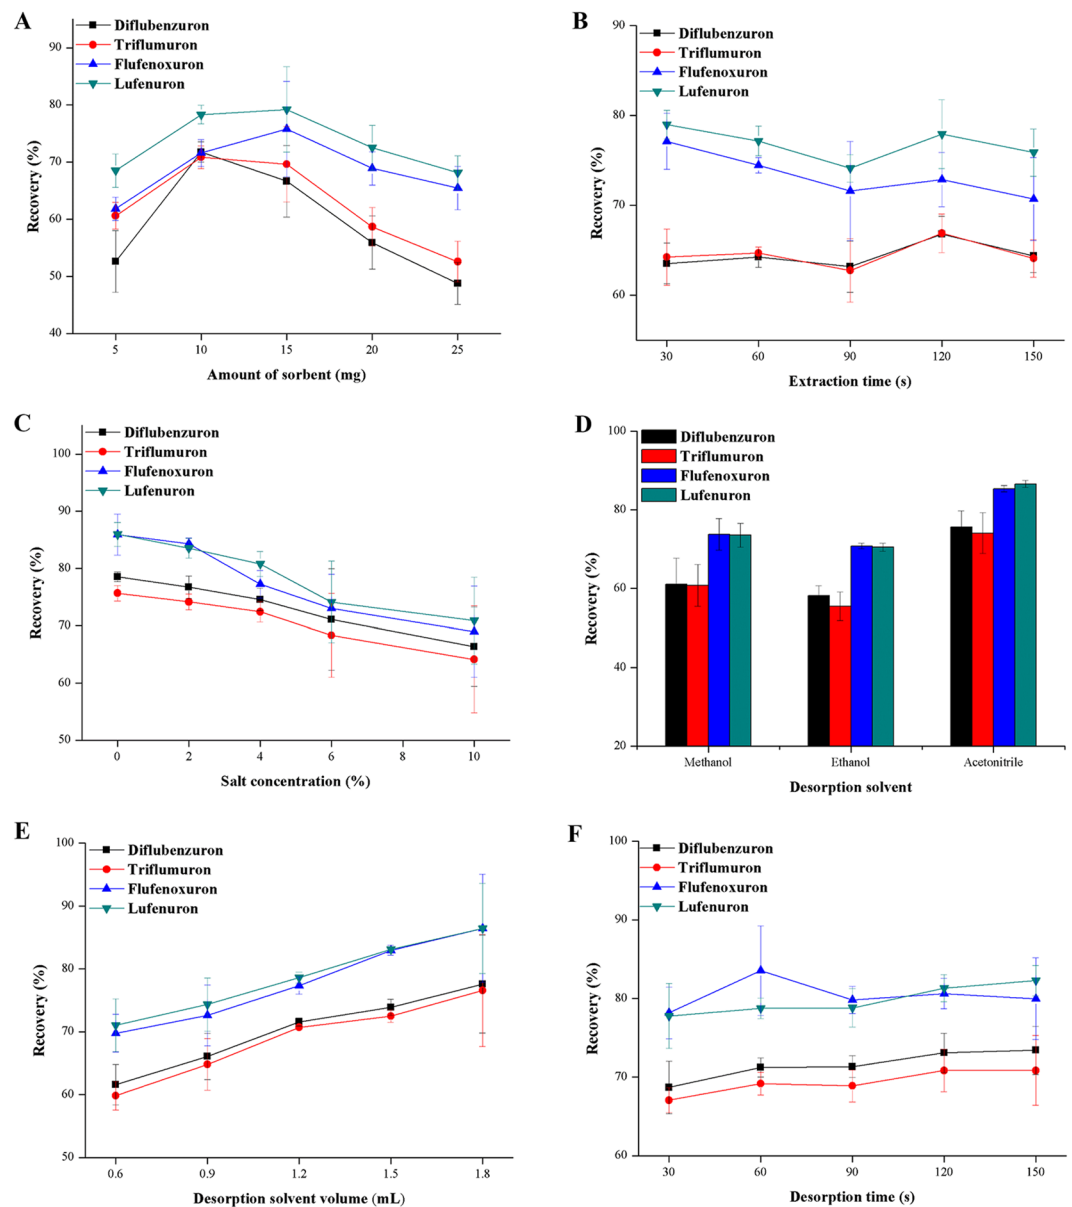 A
Diflubenzuron
Triflumuron
Flufenoxuron
Lufenuron
90
80
70
60
50
40
Recovery (%)
5 10 15 20 25
Amount of sorbent (mg)
B
Diflubenzuron
Triflumuron
Flufenoxuron
Lufenuron
90
80
70
60
Recovery (%)
30 60 90 120 150
Extraction time (s)
C
Diflubenzuron
Triflumuron
Flufenoxuron
Lufenuron
100
90
80
70
60
50
Recovery (%)
0 2 4 6 8 10
Salt concentration (%)
D
Diflubenzuron
Triflumuron
Flufenoxuron
Lufenuron
100
80
60
40
20
Recovery (%)
Methanol Ethanol Acetonitrile
Desorption solvent
E
Diflubenzuron
Triflumuron
Flufenoxuron
Lufenuron
100
90
80
70
60
50
Recovery (%)
0.6 0.9 1.2 1.5 1.8
Desorption solvent volume (mL)
F
Diflubenzuron
Triflumuron
Flufenoxuron
Lufenuron
100
90
80
70
60
Recovery (%)
30 60 90 120 150
Desorption time (s)